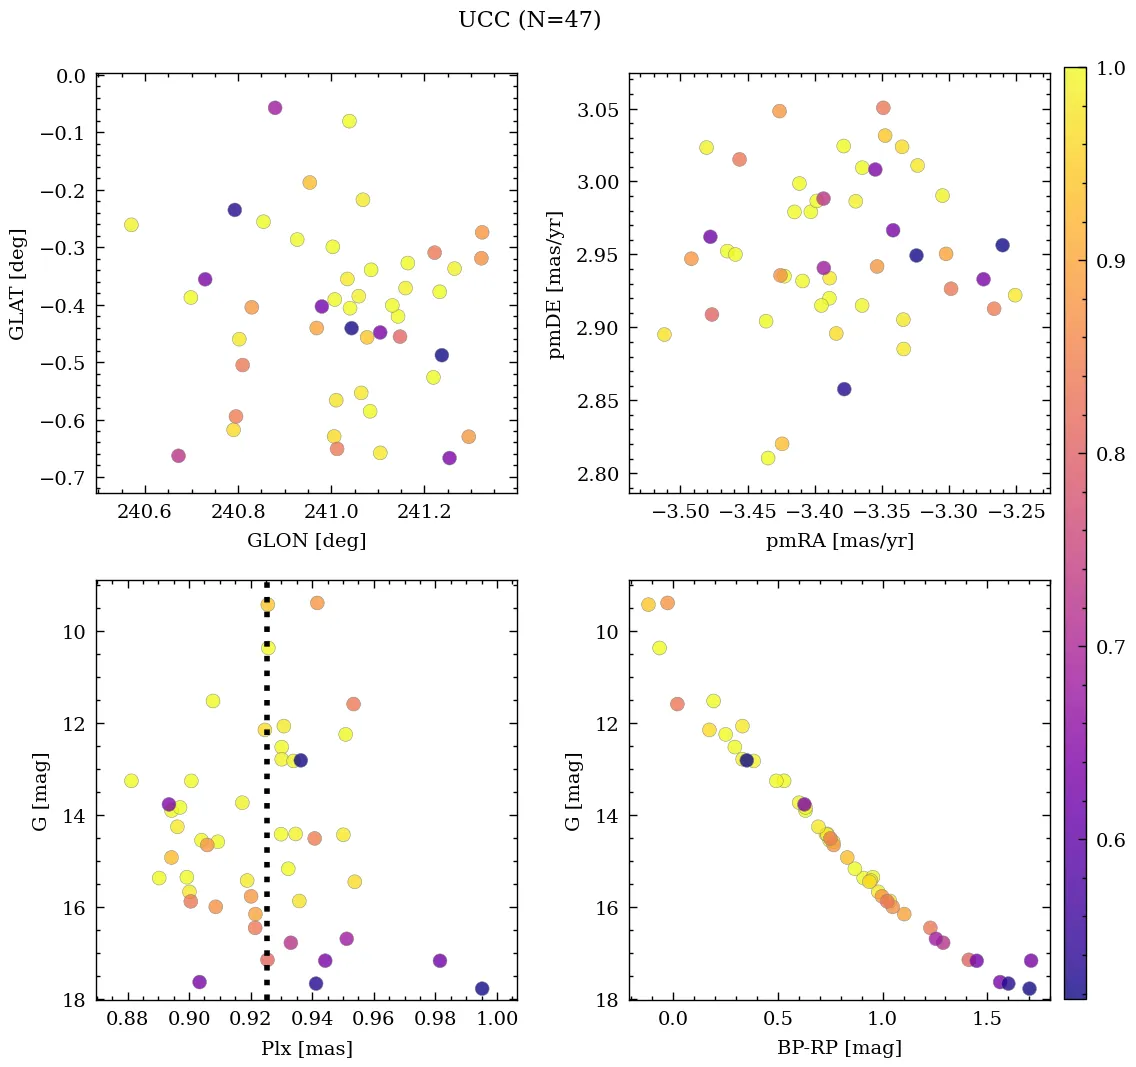 UCC (N=47)
0.0
−0.1
−0.2
−0.3
−0.4
−0.5
−0.6
−0.7
GLAT [deg]
240.6 240.8 241.0 241.2
GLON [deg]
3.05
3.00
2.95
2.90
2.85
2.80
pmDE [mas/yr]
−3.50 −3.45 −3.40 −3.35 −3.30 −3.25
pmRA [mas/yr]
1.0
0.9
0.8
0.7
0.6
10
12
14
16
18
G [mag]
0.88 0.90 0.92 0.94 0.96 0.98 1.00
Plx [mas]
10
12
14
16
18
G [mag]
0.0 0.5 1.0 1.5
BP-RP [mag]